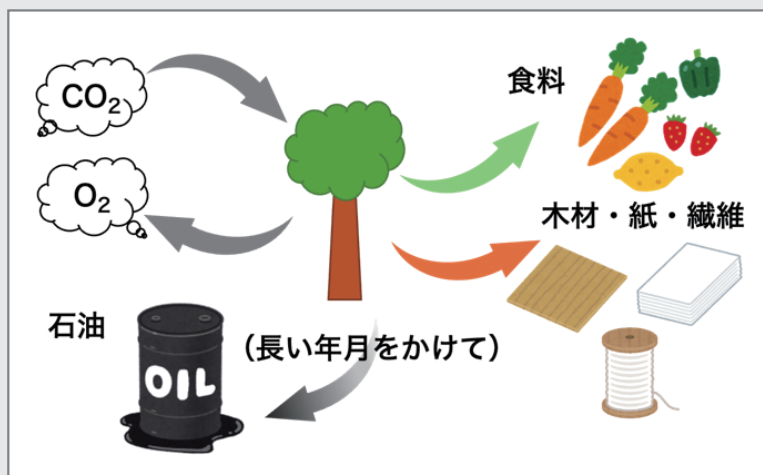 CO₂
O₂
食料
木材・紙・繊維
石油
（長い年月をかけて）
OIL